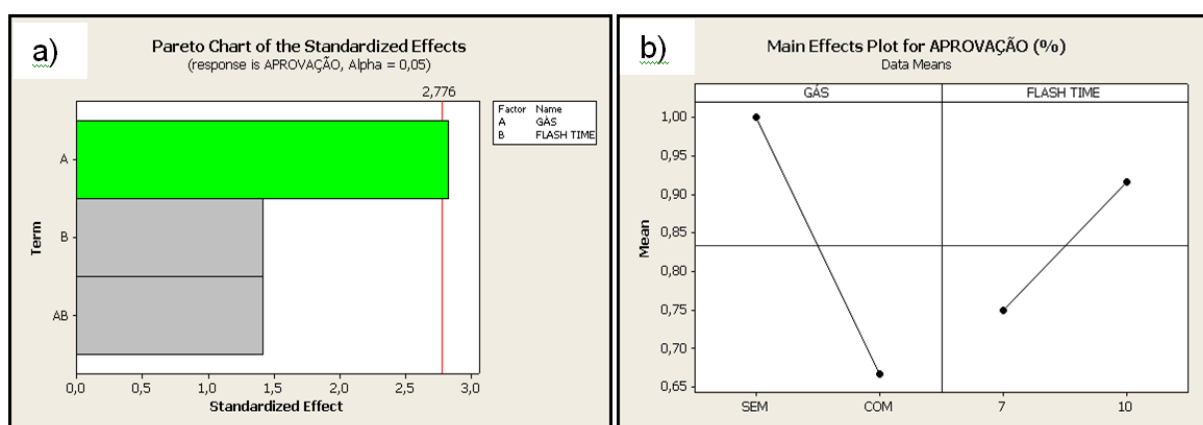 a)
Pareto Chart of the Standardized Effects
(response is APROVAÇÃO, Alpha = 0,05)
2,776
Factor Name
A GÀS
B FLASH TIME
Term
A
B
AB
0,0 0,5 1,0 1,5 2,0 2,5 3,0
Standardized Effect
b)
Main Effects Plot for APROVAÇÃO (%)
Data Means
GÁS FLASH TIME
Mean
1,00
0,95
0,90
0,85
0,80
0,75
0,70
0,65
SEM COM 7 10